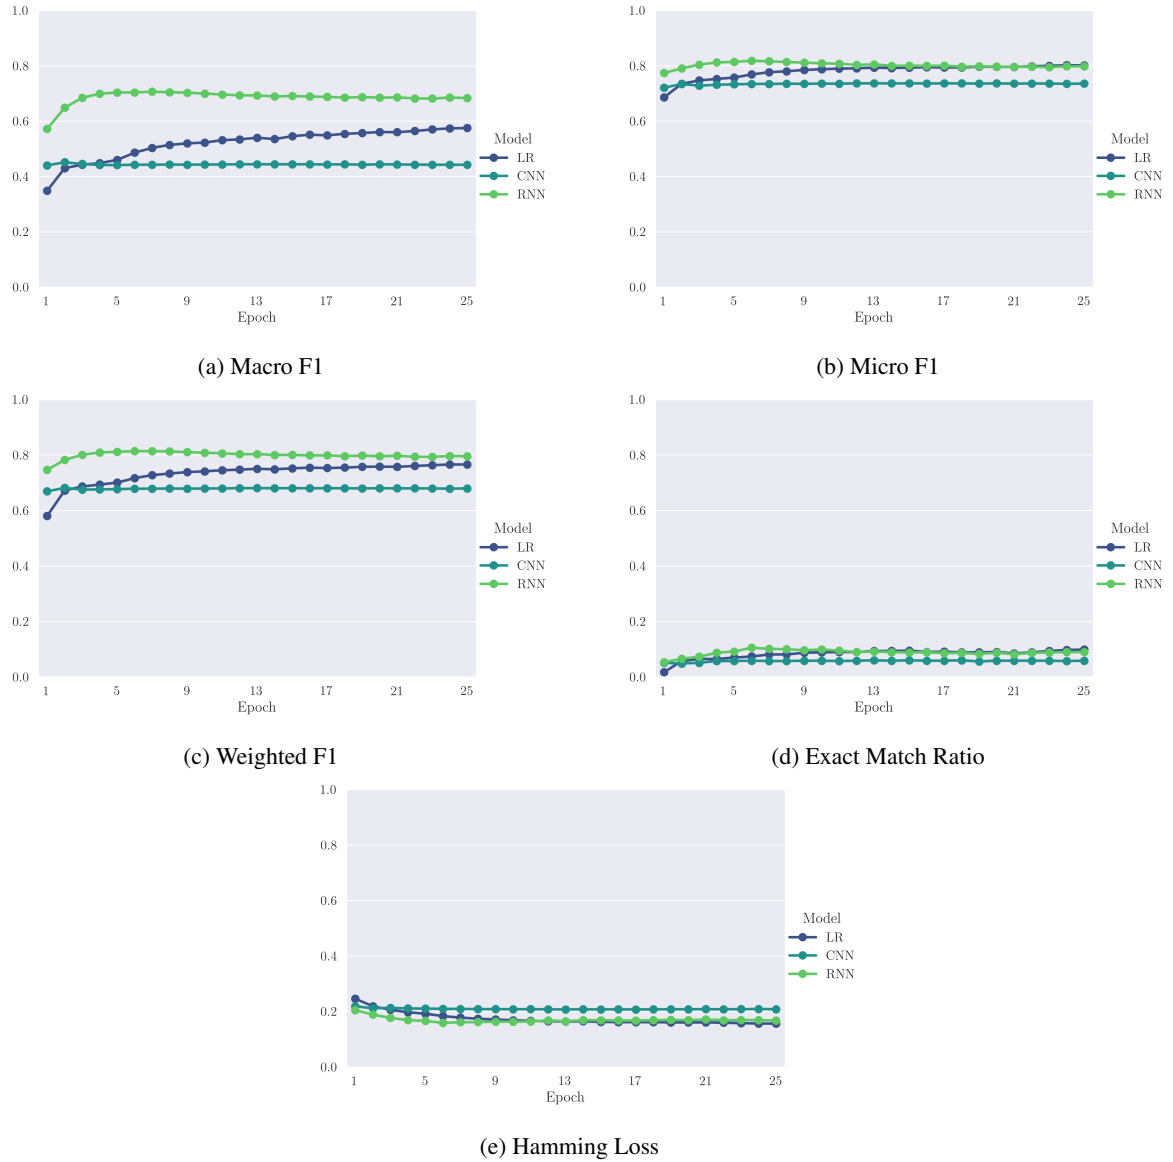 1.0
0.8
0.6
0.4
0.2
0.0
1 5 9 13 17 21 25
Epoch
Model
LR
CNN
RNN
(a) Macro F1
1.0
0.8
0.6
0.4
0.2
0.0
1 5 9 13 17 21 25
Epoch
Model
LR
CNN
RNN
(b) Micro F1
1.0
0.8
0.6
0.4
0.2
0.0
1 5 9 13 17 21 25
Epoch
Model
LR
CNN
RNN
(c) Weighted F1
1.0
0.8
0.6
0.4
0.2
0.0
1 5 9 13 17 21 25
Epoch
Model
LR
CNN
RNN
(d) Exact Match Ratio
1.0
0.8
0.6
0.4
0.2
0.0
1 5 9 13 17 21 25
Epoch
Model
LR
CNN
RNN
(e) Hamming Loss